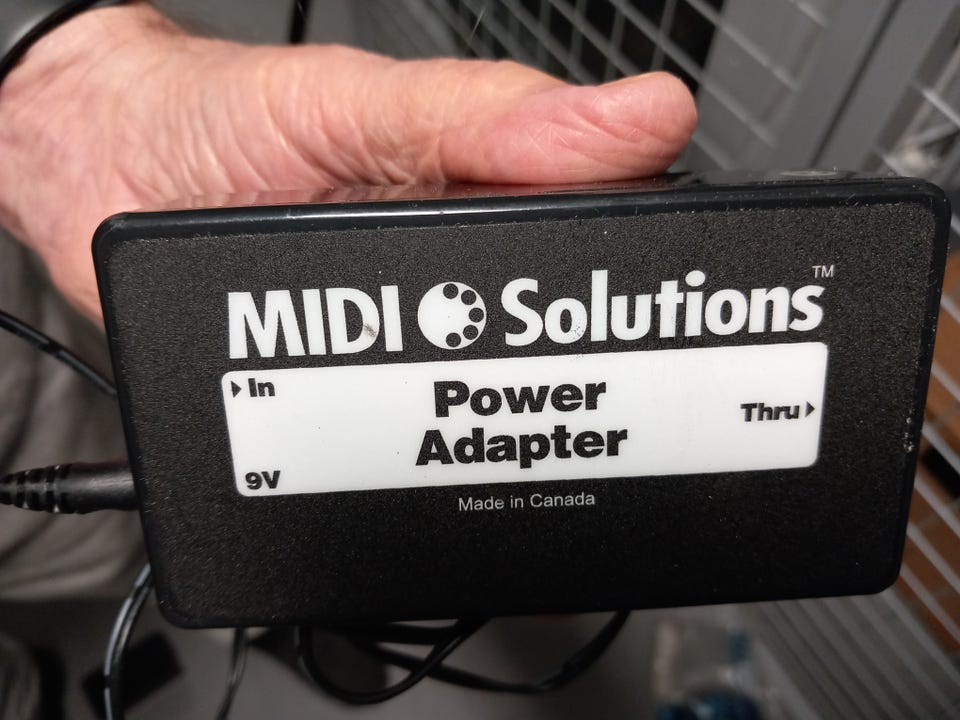 MIDI Solutions™
In
Power
Adapter
Thru
9V
Made in Canada